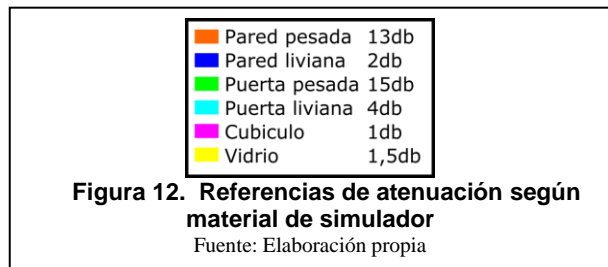 Pared pesada 13db
Pared liviana 2db
Puerta pesada 15db
Puerta liviana 4db
Cubiculo 1db
Vidrio 1,5db
Figura 12. Referencias de atenuación según
material de simulador
Fuente: Elaboración propia